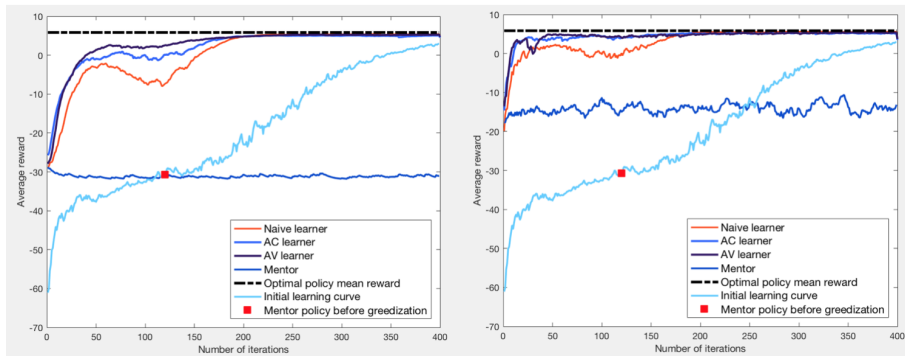 10
0
-10
-20
-30
-40
-50
-60
-70
Average reward
0 50 100 150 200 250 300 350 400
Number of iterations
Naive learner
AC learner
AV learner
Mentor
Optimal policy mean reward
Initial learning curve
Mentor policy before greedization
10
0
-10
-20
-30
-40
-50
-60
-70
Average reward
0 50 100 150 200 250 300 350 400
Number of iterations
Naive learner
AC learner
AV learner
Mentor
Optimal policy mean reward
Initial learning curve
Mentor policy before greedization